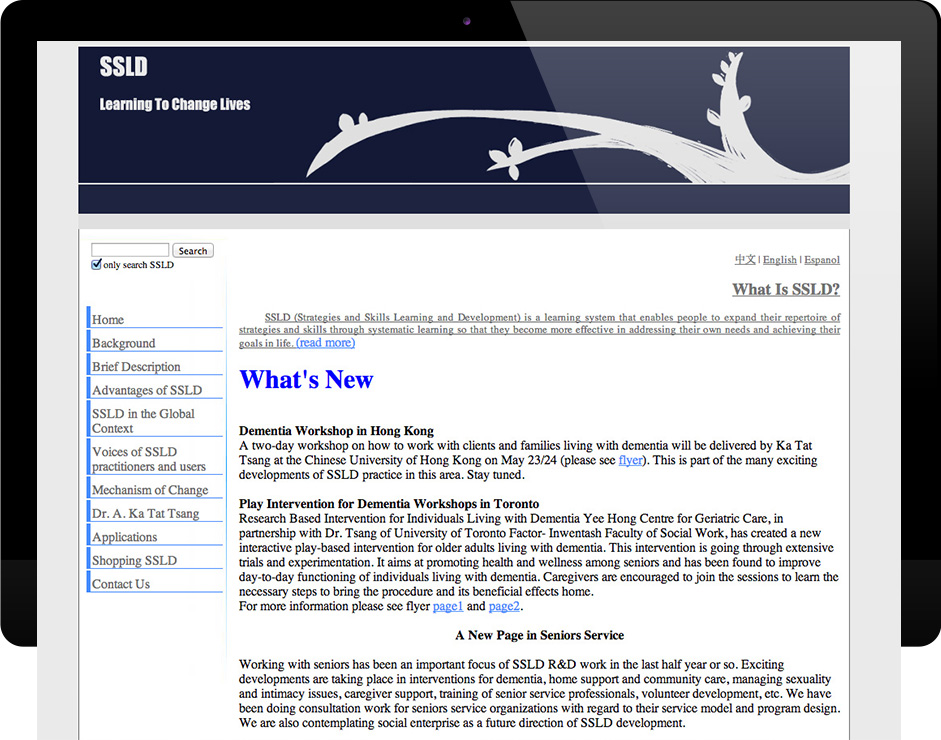 SSLD
Learning To Change Lives
Search
only search SSLD
中文 | English | Espanol
What Is SSLD?
SSLD (Strategies and Skills Learning and Development) is a learning system that enables people to expand their repertoire of
strategies and skills through systematic learning so that they become more effective in addressing their own needs and achieving their
goals in life. (read more)
Home
Background
Brief Description
Advantages of SSLD
SSLD in the Global
Context
Voices of SSLD
practitioners and users
Mechanism of Change
Dr. A. Ka Tat Tsang
Applications
Shopping SSLD
Contact Us
What's New
Dementia Workshop in Hong Kong
A two-day workshop on how to work with clients and families living with dementia will be delivered by Ka Tat
Tsang at the Chinese University of Hong Kong on May 23/24 (please see flyer). This is part of the many exciting
developments of SSLD practice in this area. Stay tuned.
Play Intervention for Dementia Workshops in Toronto
Research Based Intervention for Individuals Living with Dementia Yee Hong Centre for Geriatric Care, in
partnership with Dr. Tsang of University of Toronto Factor- Inwentash Faculty of Social Work, has created a new
interactive play-based intervention for older adults living with dementia. This intervention is going through extensive
trials and experimentation. It aims at promoting health and wellness among seniors and has been found to improve
day-to-day functioning of individuals living with dementia. Caregivers are encouraged to join the sessions to learn the
necessary steps to bring the procedure and its beneficial effects home.
For more information please see flyer page1 and page2.
A New Page in Seniors Service
Working with seniors has been an important focus of SSLD R&D work in the last half year or so. Exciting
developments are taking place in interventions for dementia, home support and community care, managing sexuality
and intimacy issues, caregiver support, training of senior service professionals, volunteer development, etc. We have
been doing consultation work for seniors service organizations with regard to their service model and program design.
We are also contemplating social enterprise as a future direction of SSLD development.